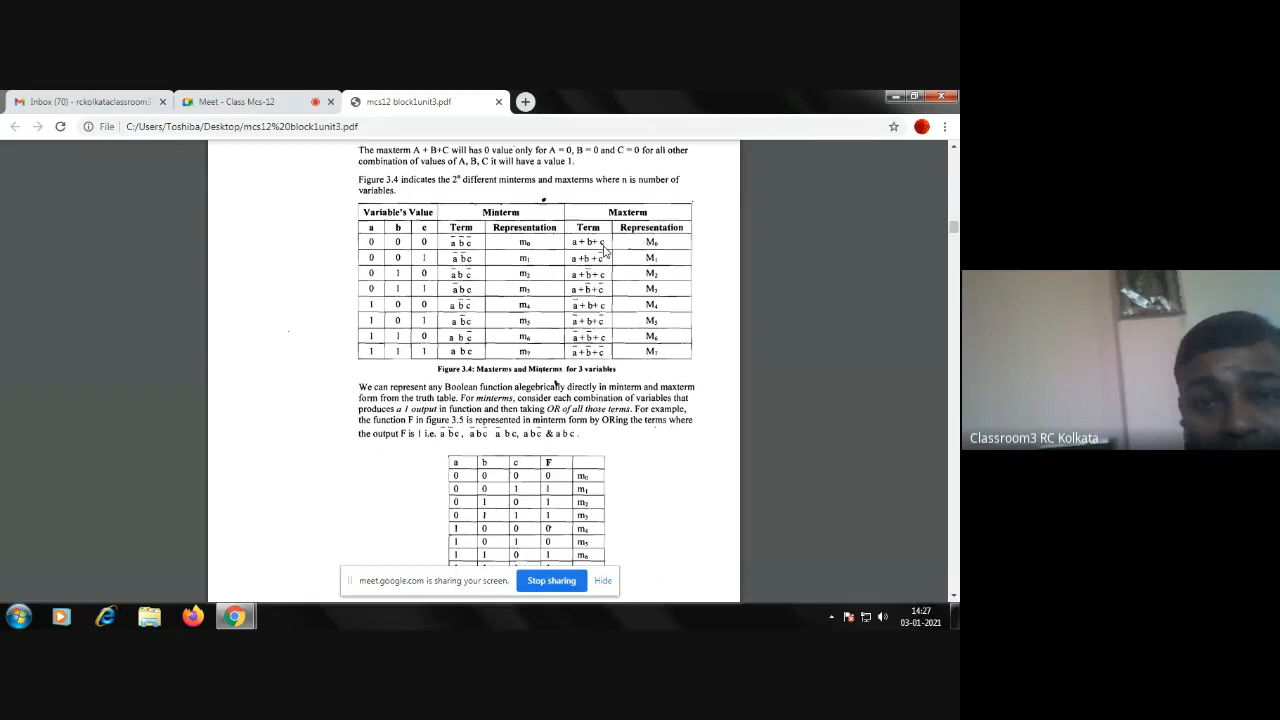 Inbox (70) - rckolkataclassroom3
Meet - Class Mcs-12
mcs12 block1unit3.pdf
File
C:/Users/Toshiba/Desktop/mcs12%20block1unit3.pdf
The maxterm A + B+C will has 0 value only for A = 0, B = 0 and C = 0 for all other
combination of values of A, B, C it will have a value 1.
Figure 3.4 indicates the 2ⁿ different minterms and maxterms where n is number of
variables.
Variable's Value Minterm Maxterm
a b c Term Representation Term Representation
0 0 0 a̅ b̅ c̅ m₀ a + b+ c M₀
0 0 1 a̅ b̅ c m₁ a +b + c̅ M₁
0 1 0 a̅ b c̅ m₂ a + b̅ + c M₂
0 1 1 a̅ b c m₃ a + b̅ + c̅ M₃
1 0 0 a b̅ c̅ m₄ a̅ + b+ c M₄
1 0 1 a b̅ c m₅ a̅ + b + c̅ M₅
1 1 0 a b c̅ m₆ a̅ + b̅ + c M₆
1 1 1 a b c m₇ a̅ + b̅ + c̅ M₇
Figure 3.4: Maxterms and Minterms for 3 variables
We can represent any Boolean function alegebrically directly in minterm and maxterm
form from the truth table. For minterms, consider each combination of variables that
produces a 1 output in function and then taking OR of all those terms. For example,
the function F in figure 3.5 is represented in minterm form by ORing the terms where
the output F is 1 i.e. a̅ b̅ c, a̅ b c̅ a̅ b c, a b c̅ & a b c .
a b c F
0 0 0 0 m₀
0 0 1 1 m₁
0 1 0 1 m₂
0 1 1 1 m₃
1 0 0 0 m₄
1 0 1 0 m₅
1 1 0 1 m₆
meet.google.com is sharing your screen.
Stop sharing
Hide
Classroom3 RC Kolkata
14:27
03-01-2021